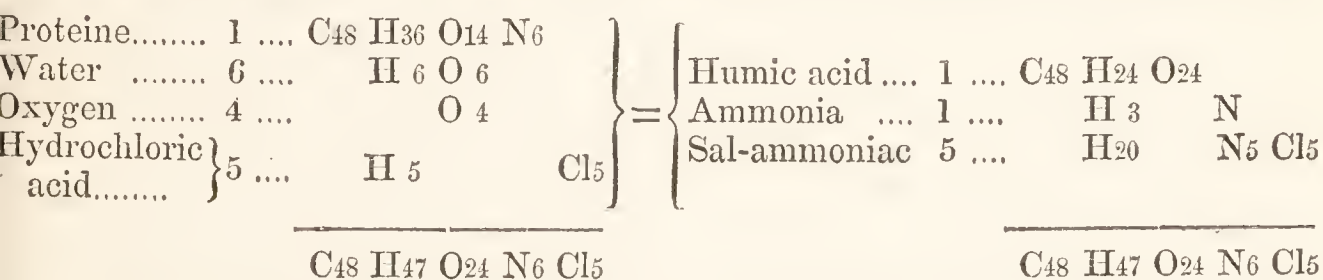 Proteine........ 1 .... C48 H36 O14 N6
Water ........ 6 .... H 6 O 6
Oxygen ........ 4 .... O 4
Hydrochloric acid........ } 5 .... H 5 Cl5
} = {
Humic acid .... 1 .... C48 H24 O24
Ammonia .... 1 .... H 3 N
Sal-ammoniac 5 .... H20 N5 Cl5
C48 H47 O24 N6 Cl5
C48 H47 O24 N6 Cl5